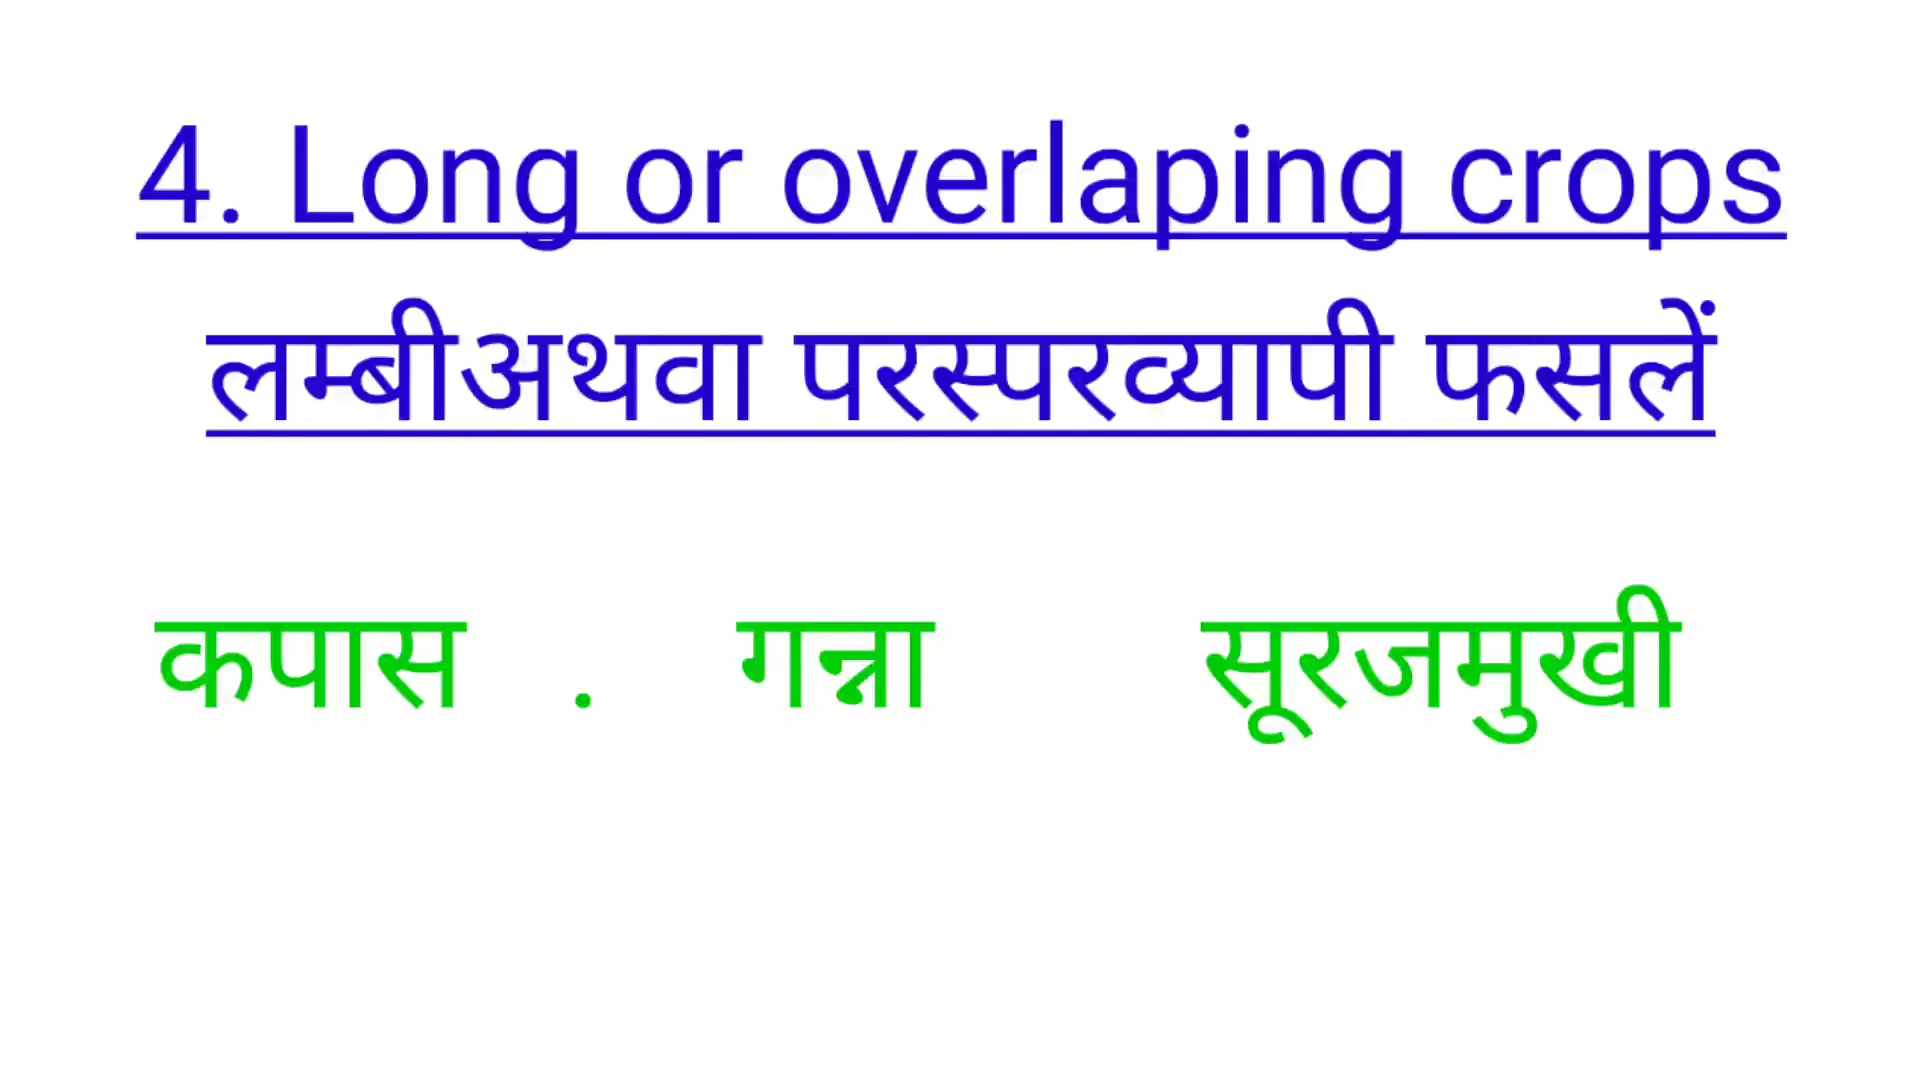 4. Long or overlaping crops
लम्बीअथवा परस्परव्यापी फसलें
कपास . गन्ना सूरजमुखी